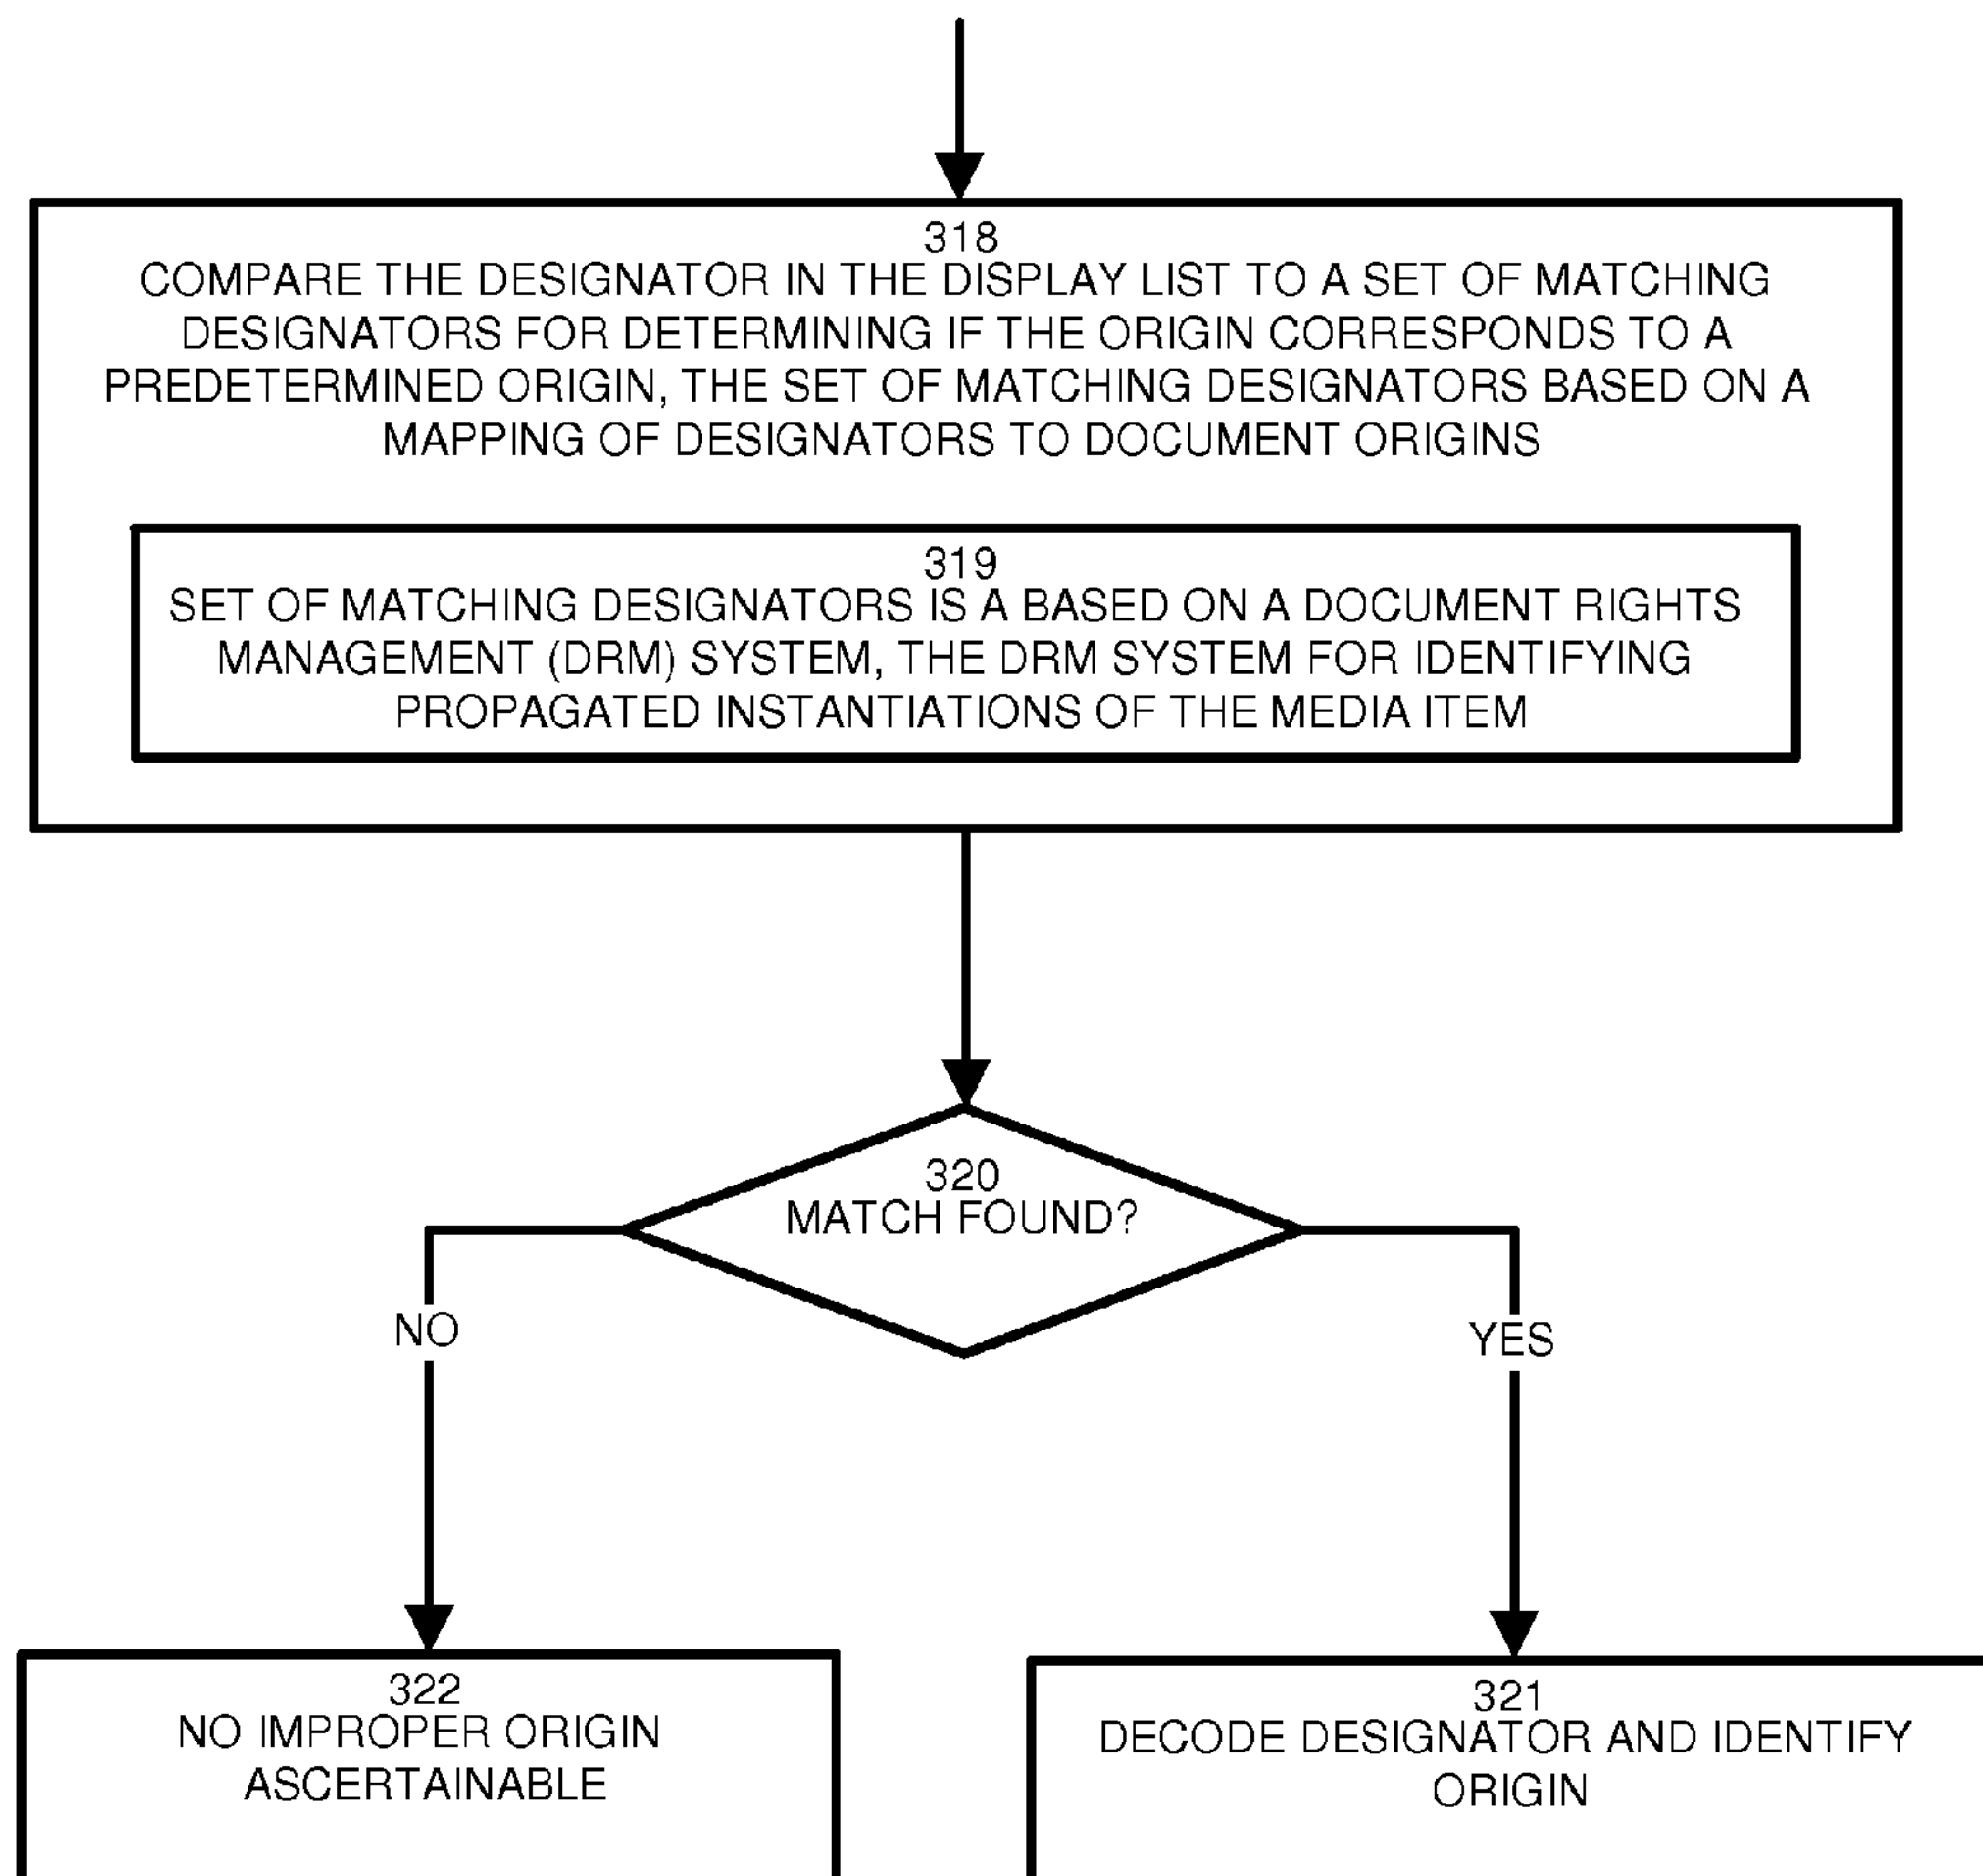 318
COMPARE THE DESIGNATOR IN THE DISPLAY LIST TO A SET OF MATCHING
DESIGNATORS FOR DETERMINING IF THE ORIGIN CORRESPONDS TO A
PREDETERMINED ORIGIN, THE SET OF MATCHING DESIGNATORS BASED ON A
MAPPING OF DESIGNATORS TO DOCUMENT ORIGINS
319
SET OF MATCHING DESIGNATORS IS A BASED ON A DOCUMENT RIGHTS
MANAGEMENT (DRM) SYSTEM, THE DRM SYSTEM FOR IDENTIFYING
PROPAGATED INSTANTIATIONS OF THE MEDIA ITEM
320
MATCH FOUND?
NO
YES
322
NO IMPROPER ORIGIN
ASCERTAINABLE
321
DECODE DESIGNATOR AND IDENTIFY
ORIGIN